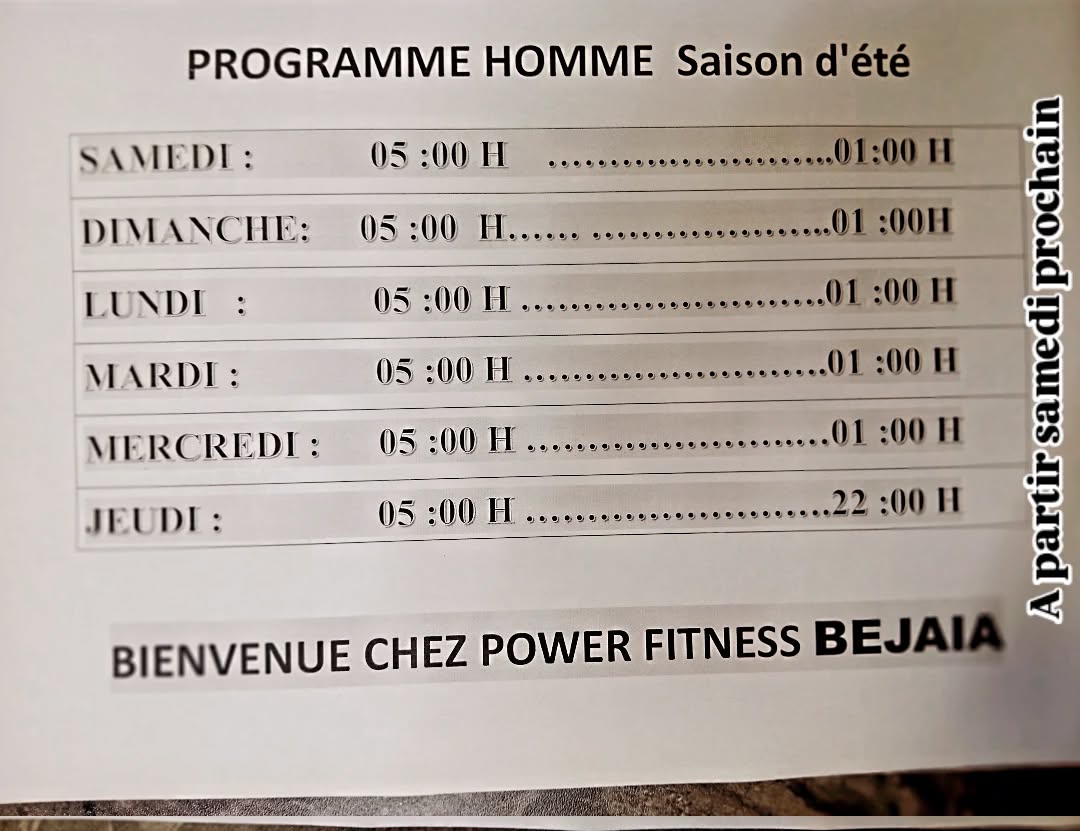 PROGRAMME HOMME Saison d'été
SAMEDI : 05 :00 H .............................01:00 H
DIMANCHE: 05 :00 H...... ......................01 :00H
LUNDI : 05 :00 H .............................01 :00 H
MARDI : 05 :00 H .............................01 :00 H
MERCREDI : 05 :00 H .............................01 :00 H
JEUDI : 05 :00 H .............................22 :00 H
BIENVENUE CHEZ POWER FITNESS BEJAIA
A partir samedi prochain